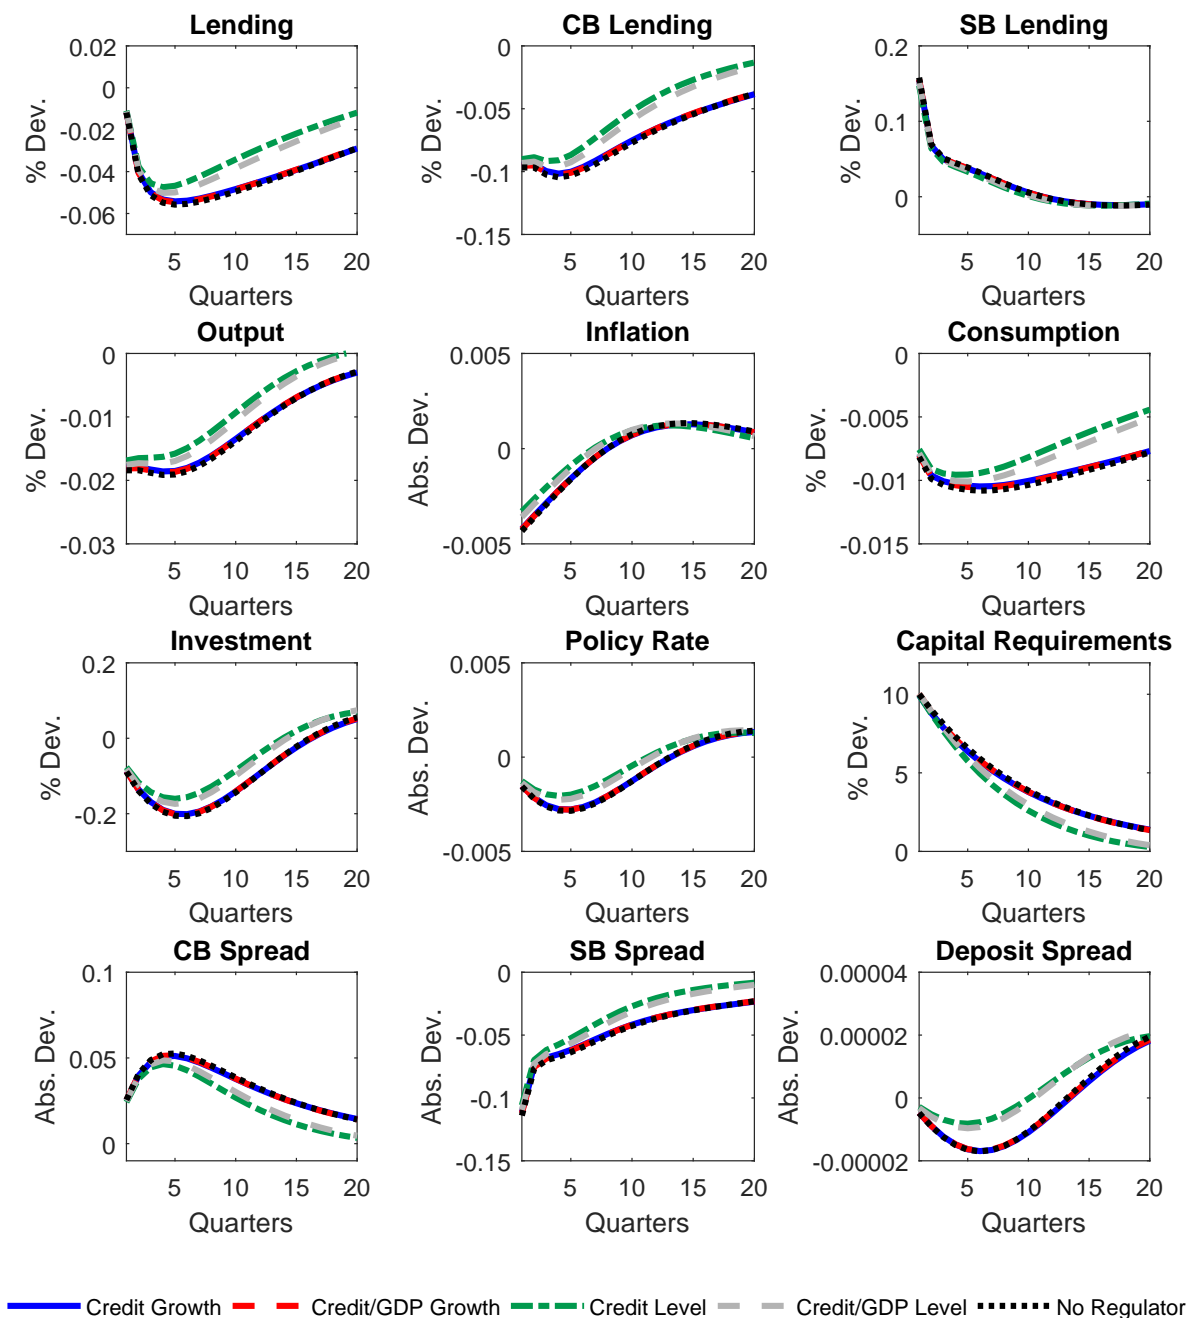 Lending
CB Lending
SB Lending
0.02
0
-0.02
-0.04
-0.06
% Dev.
5 10 15 20
Quarters
0
-0.05
-0.1
-0.15
% Dev.
5 10 15 20
Quarters
0.2
0.1
0
% Dev.
5 10 15 20
Quarters
Output
Inflation
Consumption
0
-0.01
-0.02
-0.03
% Dev.
5 10 15 20
Quarters
0.005
0
-0.005
Abs. Dev.
5 10 15 20
Quarters
0
-0.005
-0.01
-0.015
% Dev.
5 10 15 20
Quarters
Investment
Policy Rate
Capital Requirements
0.2
0
-0.2
% Dev.
5 10 15 20
Quarters
0.005
0
-0.005
Abs. Dev.
5 10 15 20
Quarters
10
5
0
% Dev.
5 10 15 20
Quarters
CB Spread
SB Spread
Deposit Spread
0.1
0.05
0
Abs. Dev.
5 10 15 20
Quarters
0
-0.05
-0.1
-0.15
Abs. Dev.
5 10 15 20
Quarters
0.00004
0.00002
0
-0.00002
Abs. Dev.
5 10 15 20
Quarters
Credit Growth Credit/GDP Growth Credit Level Credit/GDP Level No Regulator